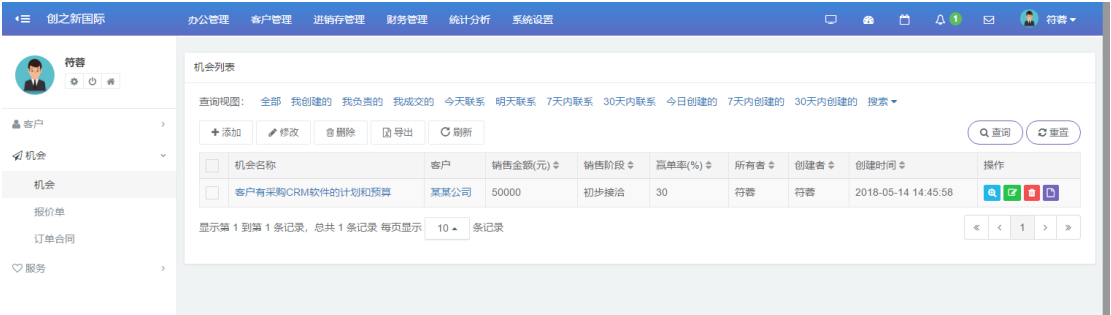 创之新国际 办公管理 客户管理 进销存管理 财务管理 统计分析 系统设置 1 符蓉
符蓉
客户
机会
机会
报价单
订单合同
服务
机会列表
查询视图: 全部 我创建的 我负责的 我成交的 今天联系 明天联系 7天内联系 30天内联系 今日创建的 7天内创建的 30天内创建的 搜索
添加 修改 删除 导出 刷新 查询 重置
机会名称 客户 销售金额(元) 销售阶段 赢单率(%) 所有者 创建者 创建时间 操作
客户有采购CRM软件的计划和预算 某某公司 50000 初步接洽 30 符蓉 符蓉 2018-05-14 14:45:58
显示第 1 到第 1 条记录，总共 1 条记录 每页显示 10 条记录 « ‹ 1 › »